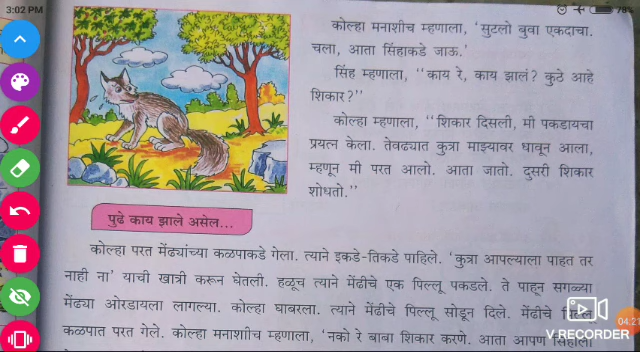 3:02 PM
78%
कोल्हा मनाशीच म्हणाला, 'सुटलो बुवा एकदाचा.
चला, आता सिंहाकडे जाऊ.'
सिंह म्हणाला, "काय रे, काय झालं? कुठे आहे
शिकार?"
कोल्हा म्हणाला, "शिकार दिसली, मी पकडायचा
प्रयत्न केला. तेवढ्यात कुत्रा माझ्यावर धावून आला,
म्हणून मी परत आलो. आता जातो. दुसरी शिकार
शोधतो."
पुढे काय झाले असेल...
कोल्हा परत मेंढ्यांच्या कळपाकडे गेला. त्याने इकडे-तिकडे पाहिले. 'कुत्रा आपल्याला पाहत तर
नाही ना' याची खात्री करून घेतली. हळूच त्याने मेंढीचे एक पिल्लू पकडले. ते पाहून सगळ्या
मेंढ्या ओरडायला लागल्या. कोल्हा घाबरला. त्याने मेंढीचे पिल्लू सोडून दिले. मेंढीचे पिल्लू
कळपात परत गेले. कोल्हा मनाशीच म्हणाला, 'नको रे बाबा शिकार करणे. आता आपण सिंहाला
04:21
V.RECORDER